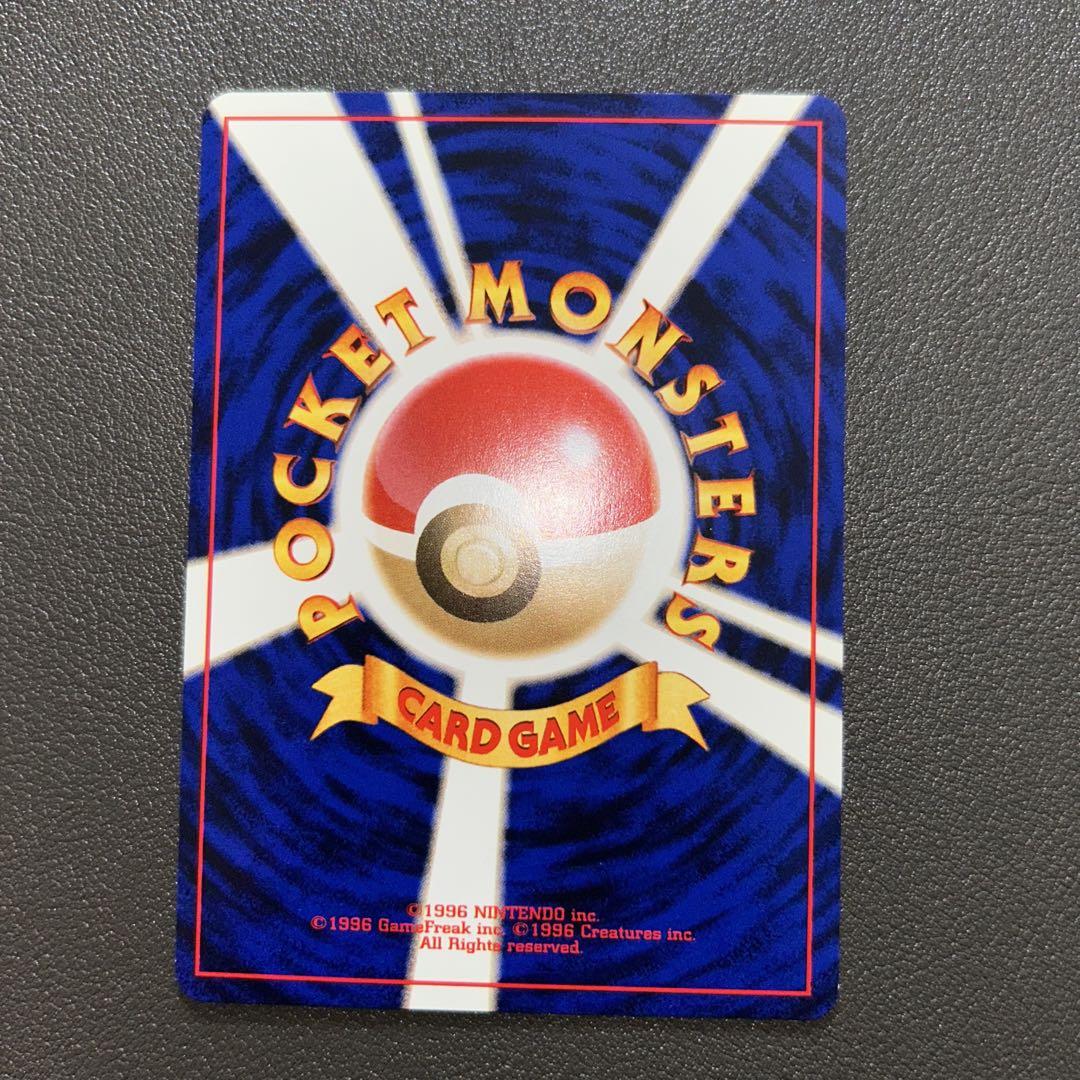 POCKET MONSTERS
CARD GAME
©1996 NINTENDO inc.
©1996 GameFreak inc. ©1996 Creatures inc.
All Rights reserved.